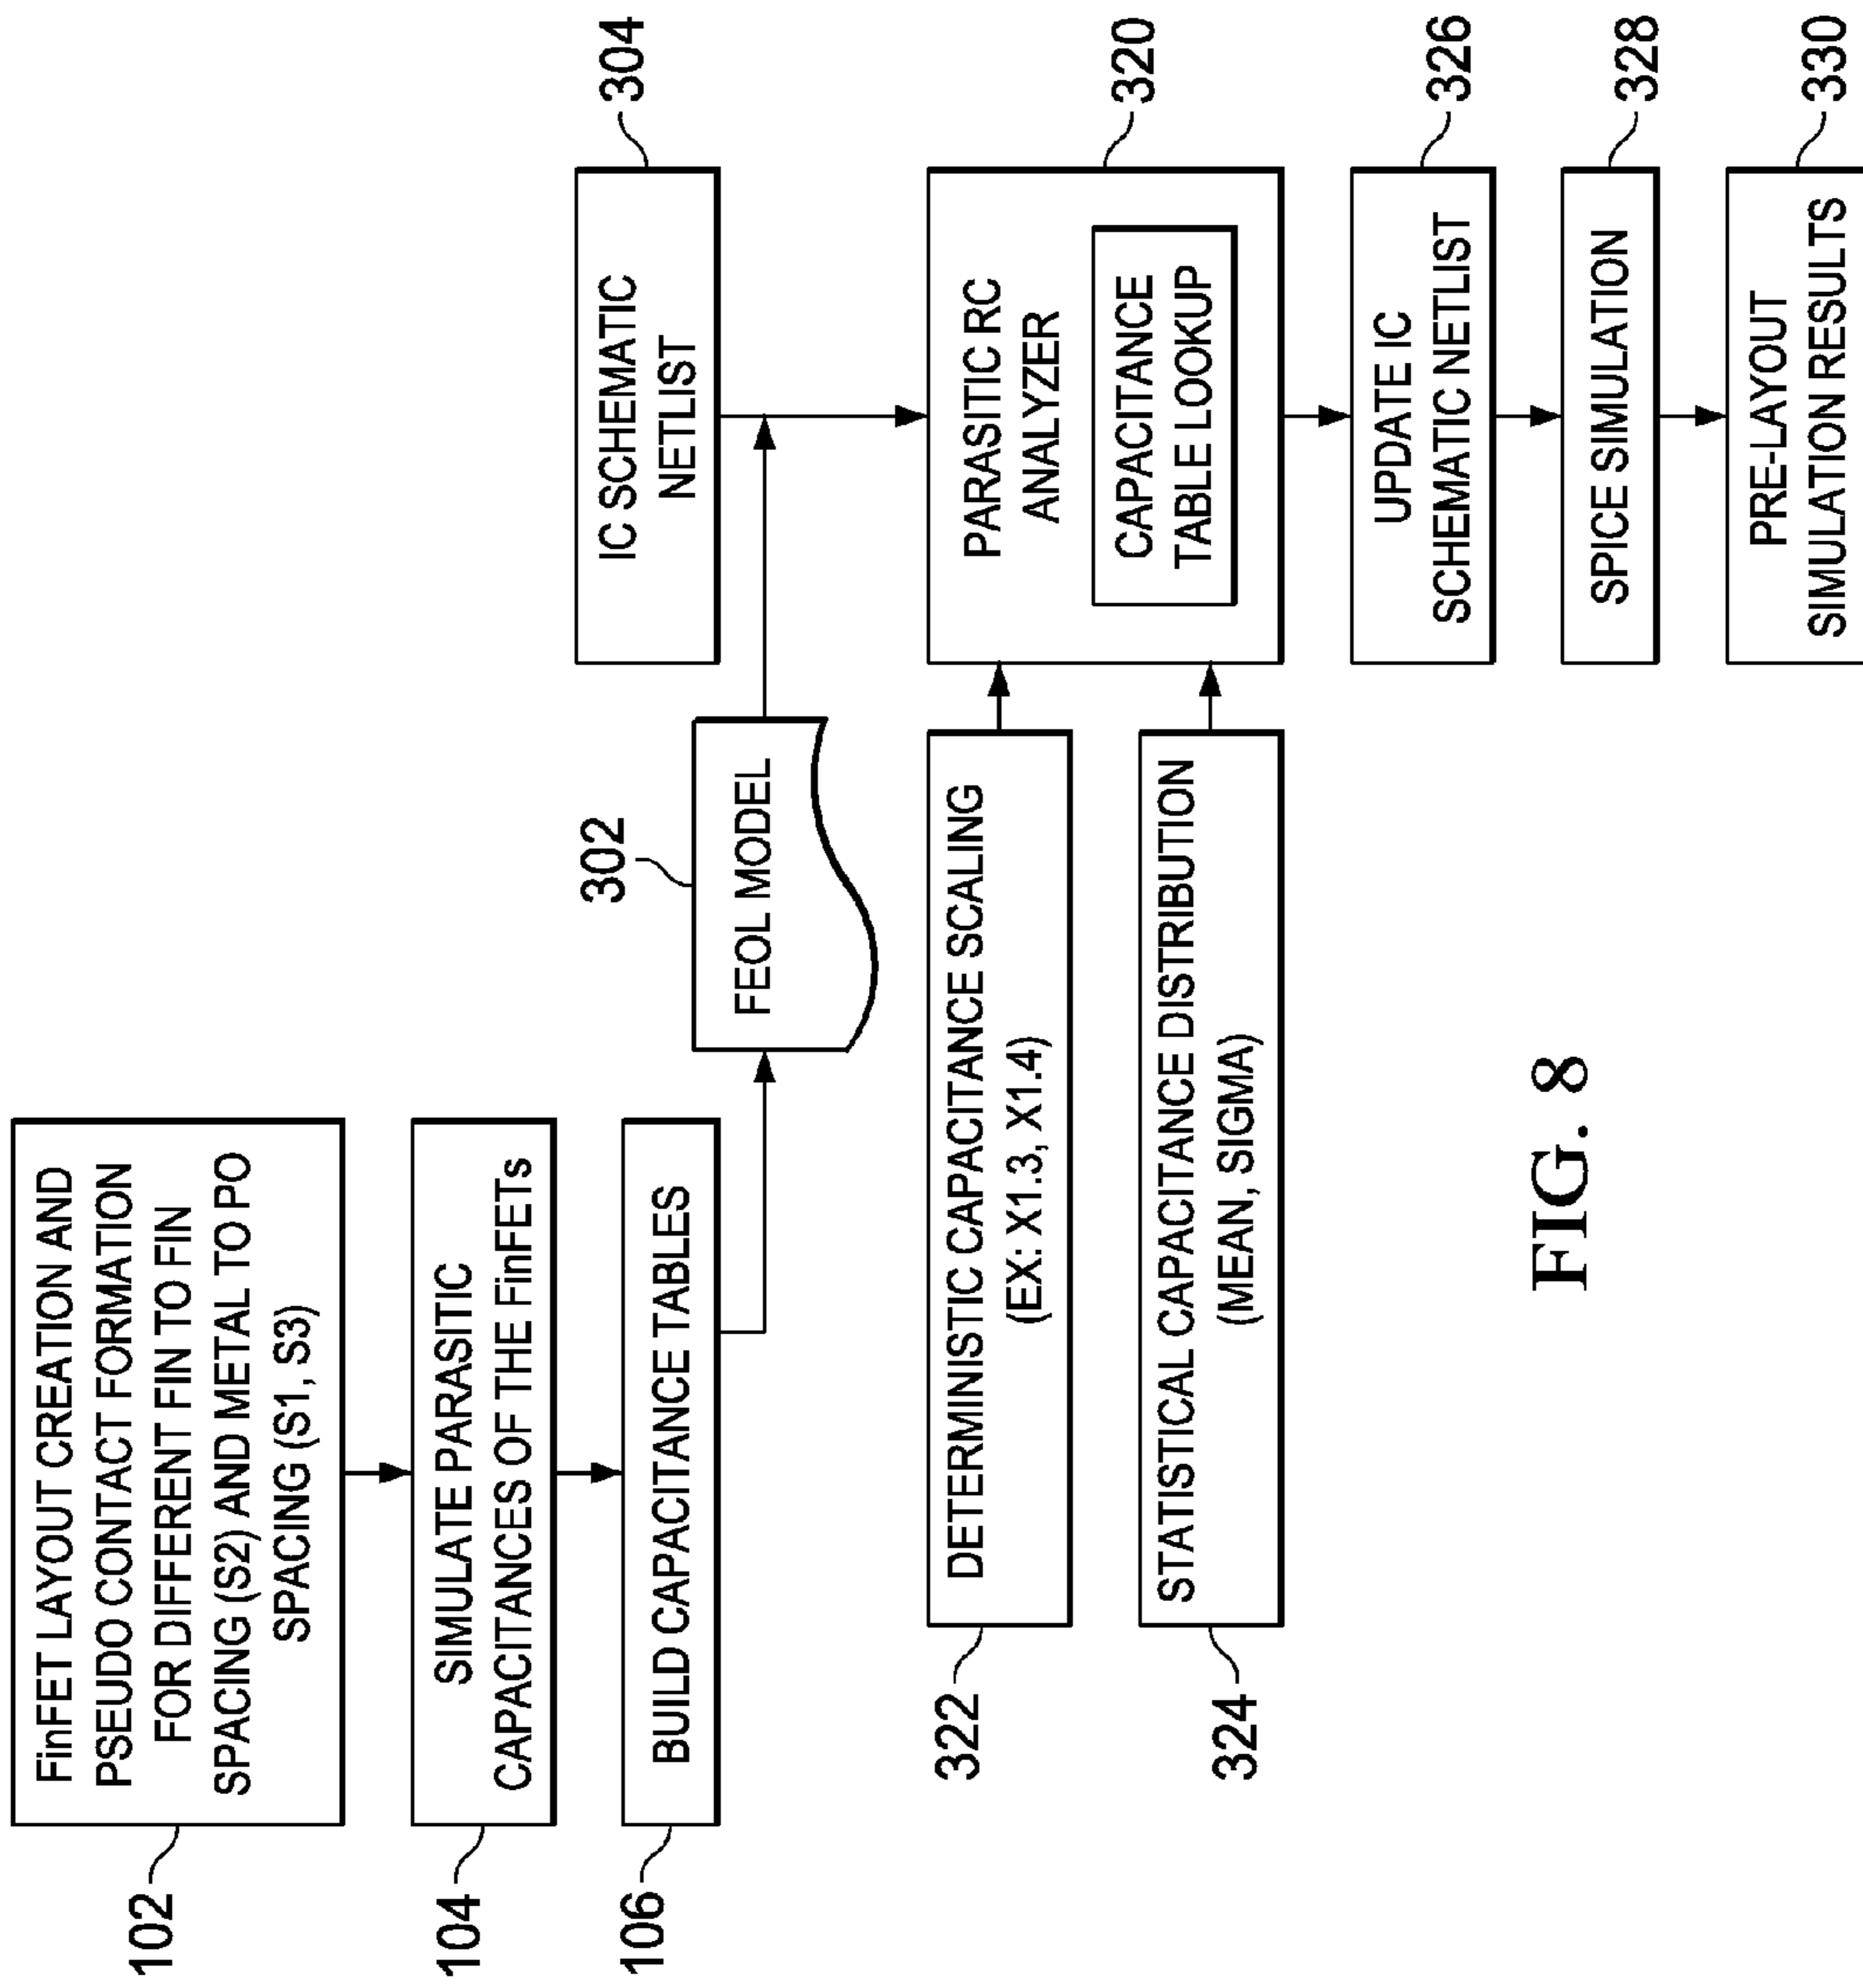 102
FinFET LAYOUT CREATION AND
PSEUDO CONTACT FORMATION
FOR DIFFERENT FIN TO FIN
SPACING (S2) AND METAL TO PO
SPACING (S1, S3)
104
SIMULATE PARASITIC
CAPACITANCES OF THE FinFETs
106
BUILD CAPACITANCE TABLES
302
FEOL MODEL
304
IC SCHEMATIC
NETLIST
322
DETERMINISTIC CAPACITANCE SCALING
(EX: X1.3, X1.4)
324
STATISTICAL CAPACITANCE DISTRIBUTION
(MEAN, SIGMA)
320
PARASITIC RC
ANALYZER
CAPACITANCE
TABLE LOOKUP
326
UPDATE IC
SCHEMATIC NETLIST
328
SPICE SIMULATION
330
PRE-LAYOUT
SIMULATION RESULTS
FIG. 8